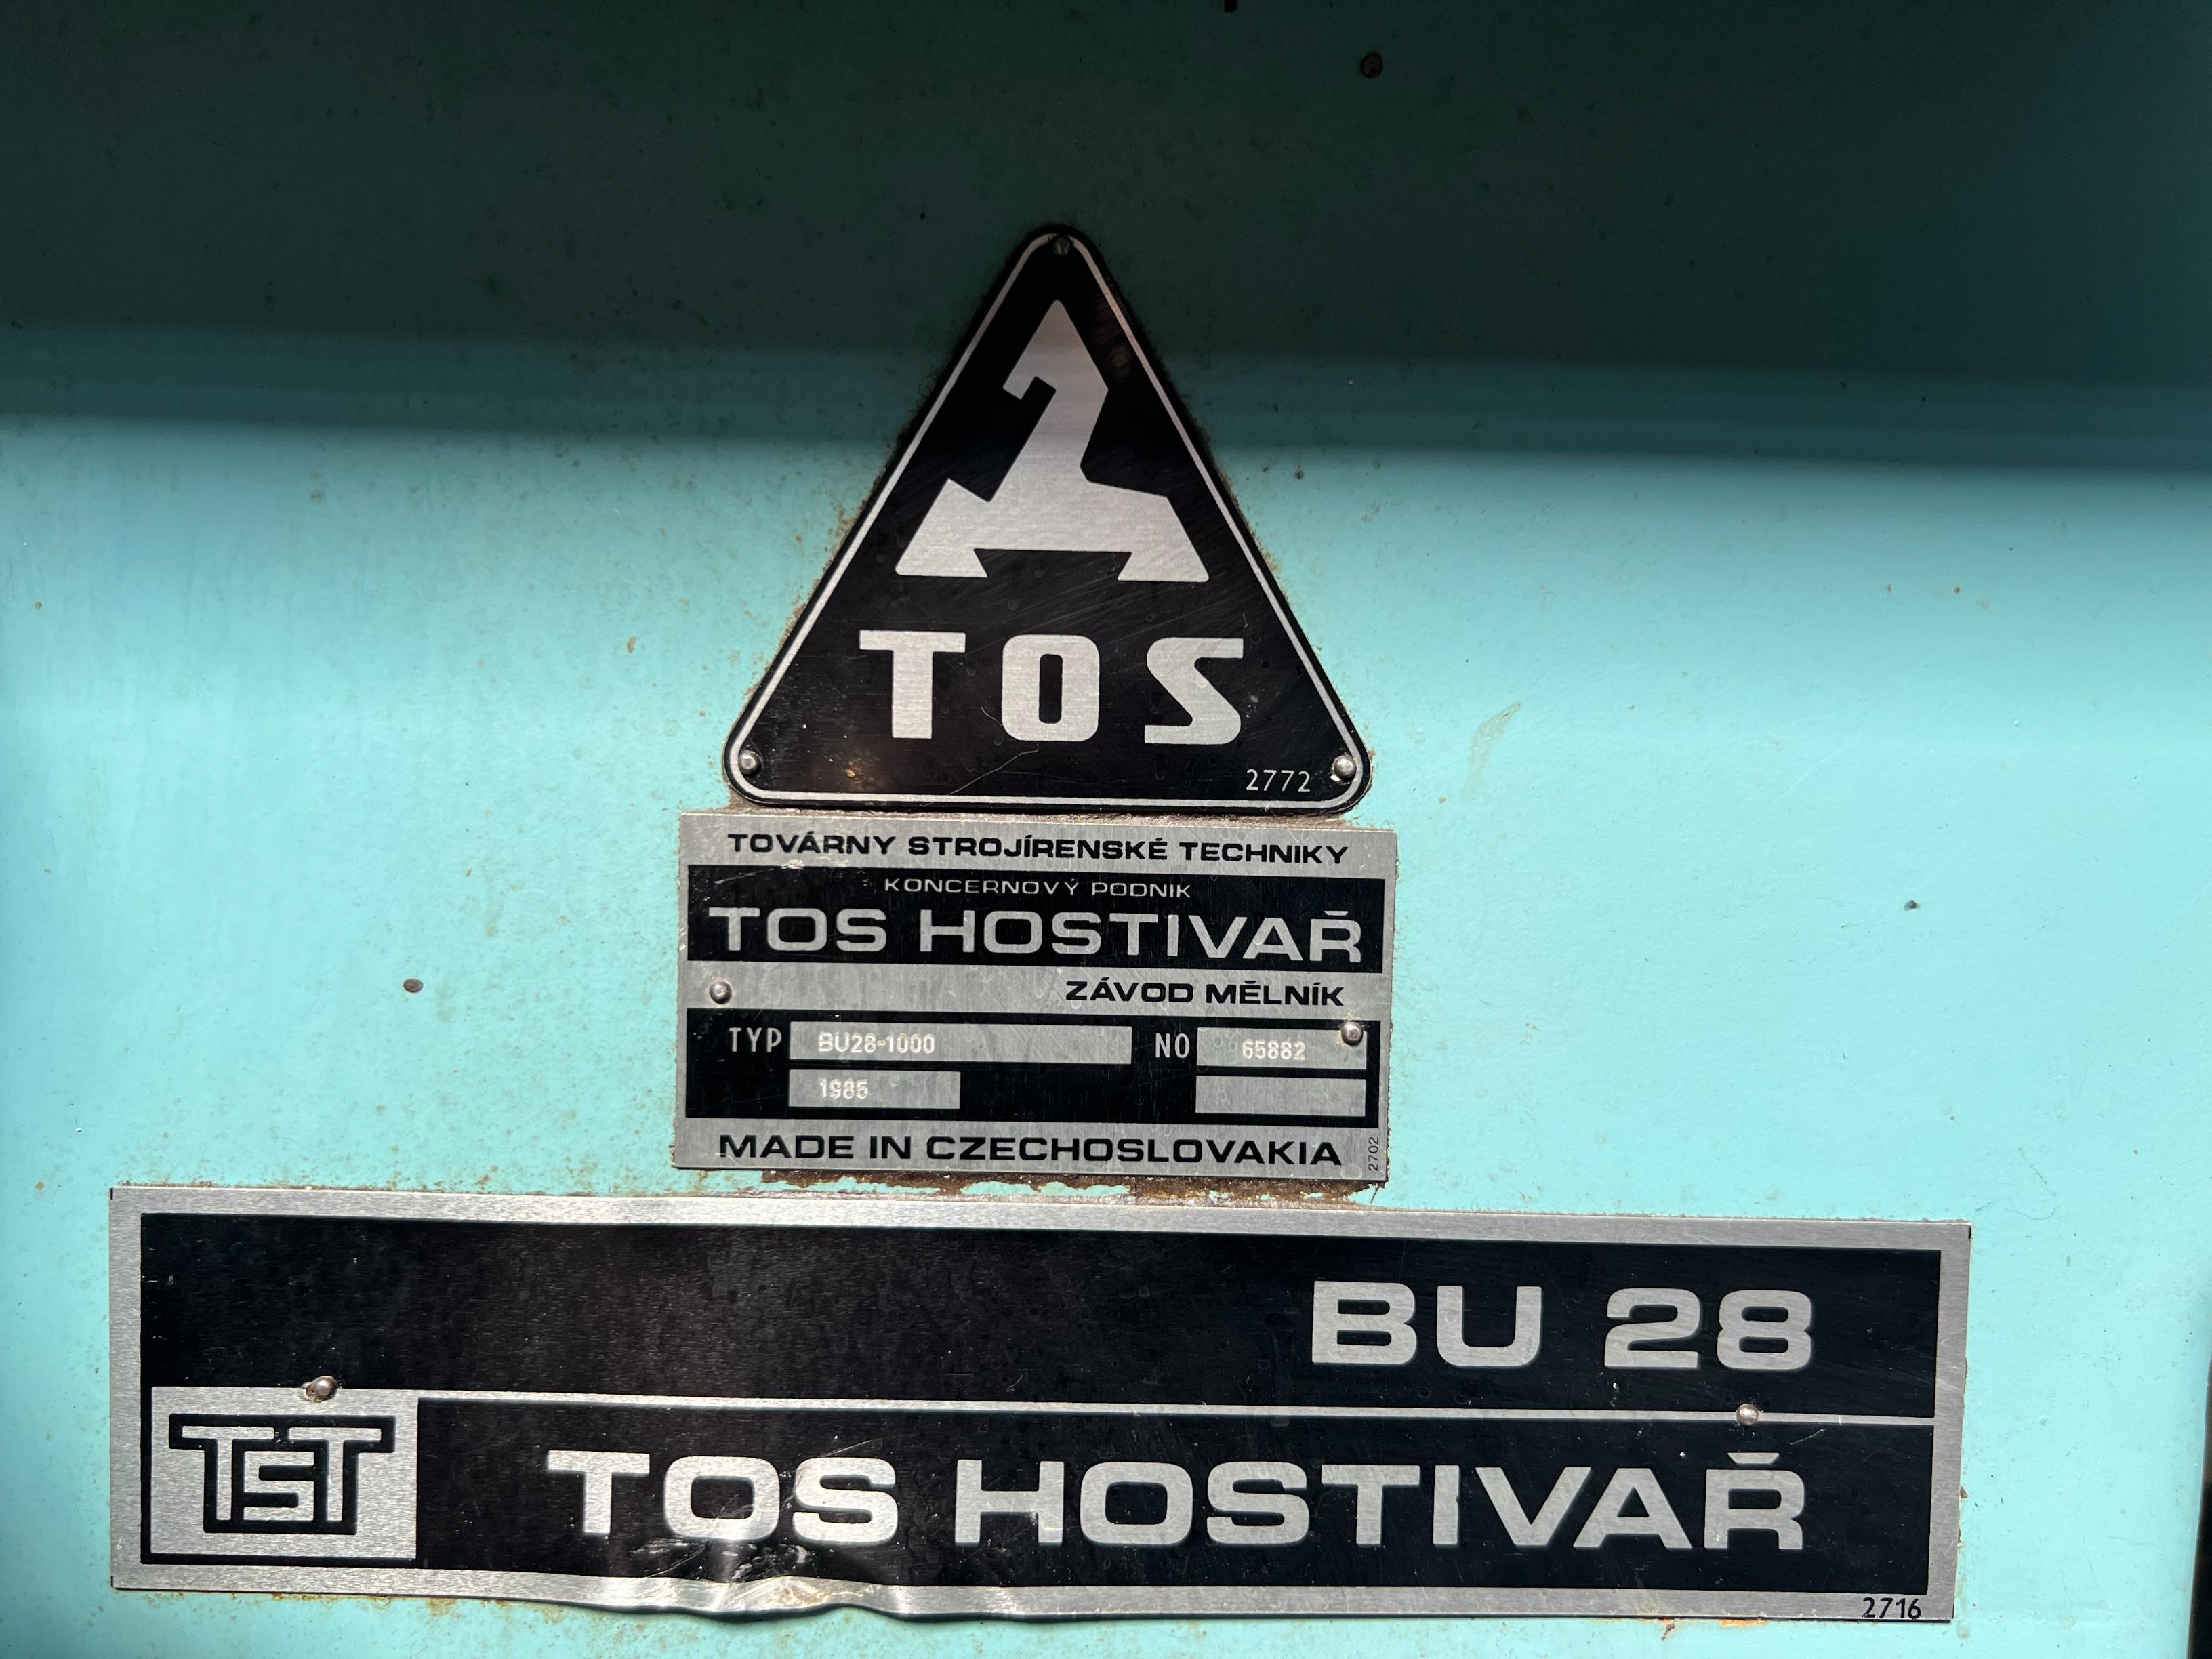 TOS
2772
TOVÁRNY STROJÍRENSKÉ TECHNIKY
KONCERNOVÝ PODNIK
TOS HOSTIVAŘ
ZÁVOD MĚLNÍK
TYP BU28-1000 NO 65882
1985
MADE IN CZECHOSLOVAKIA
2702
BU 28
TST TOS HOSTIVAŘ
2716